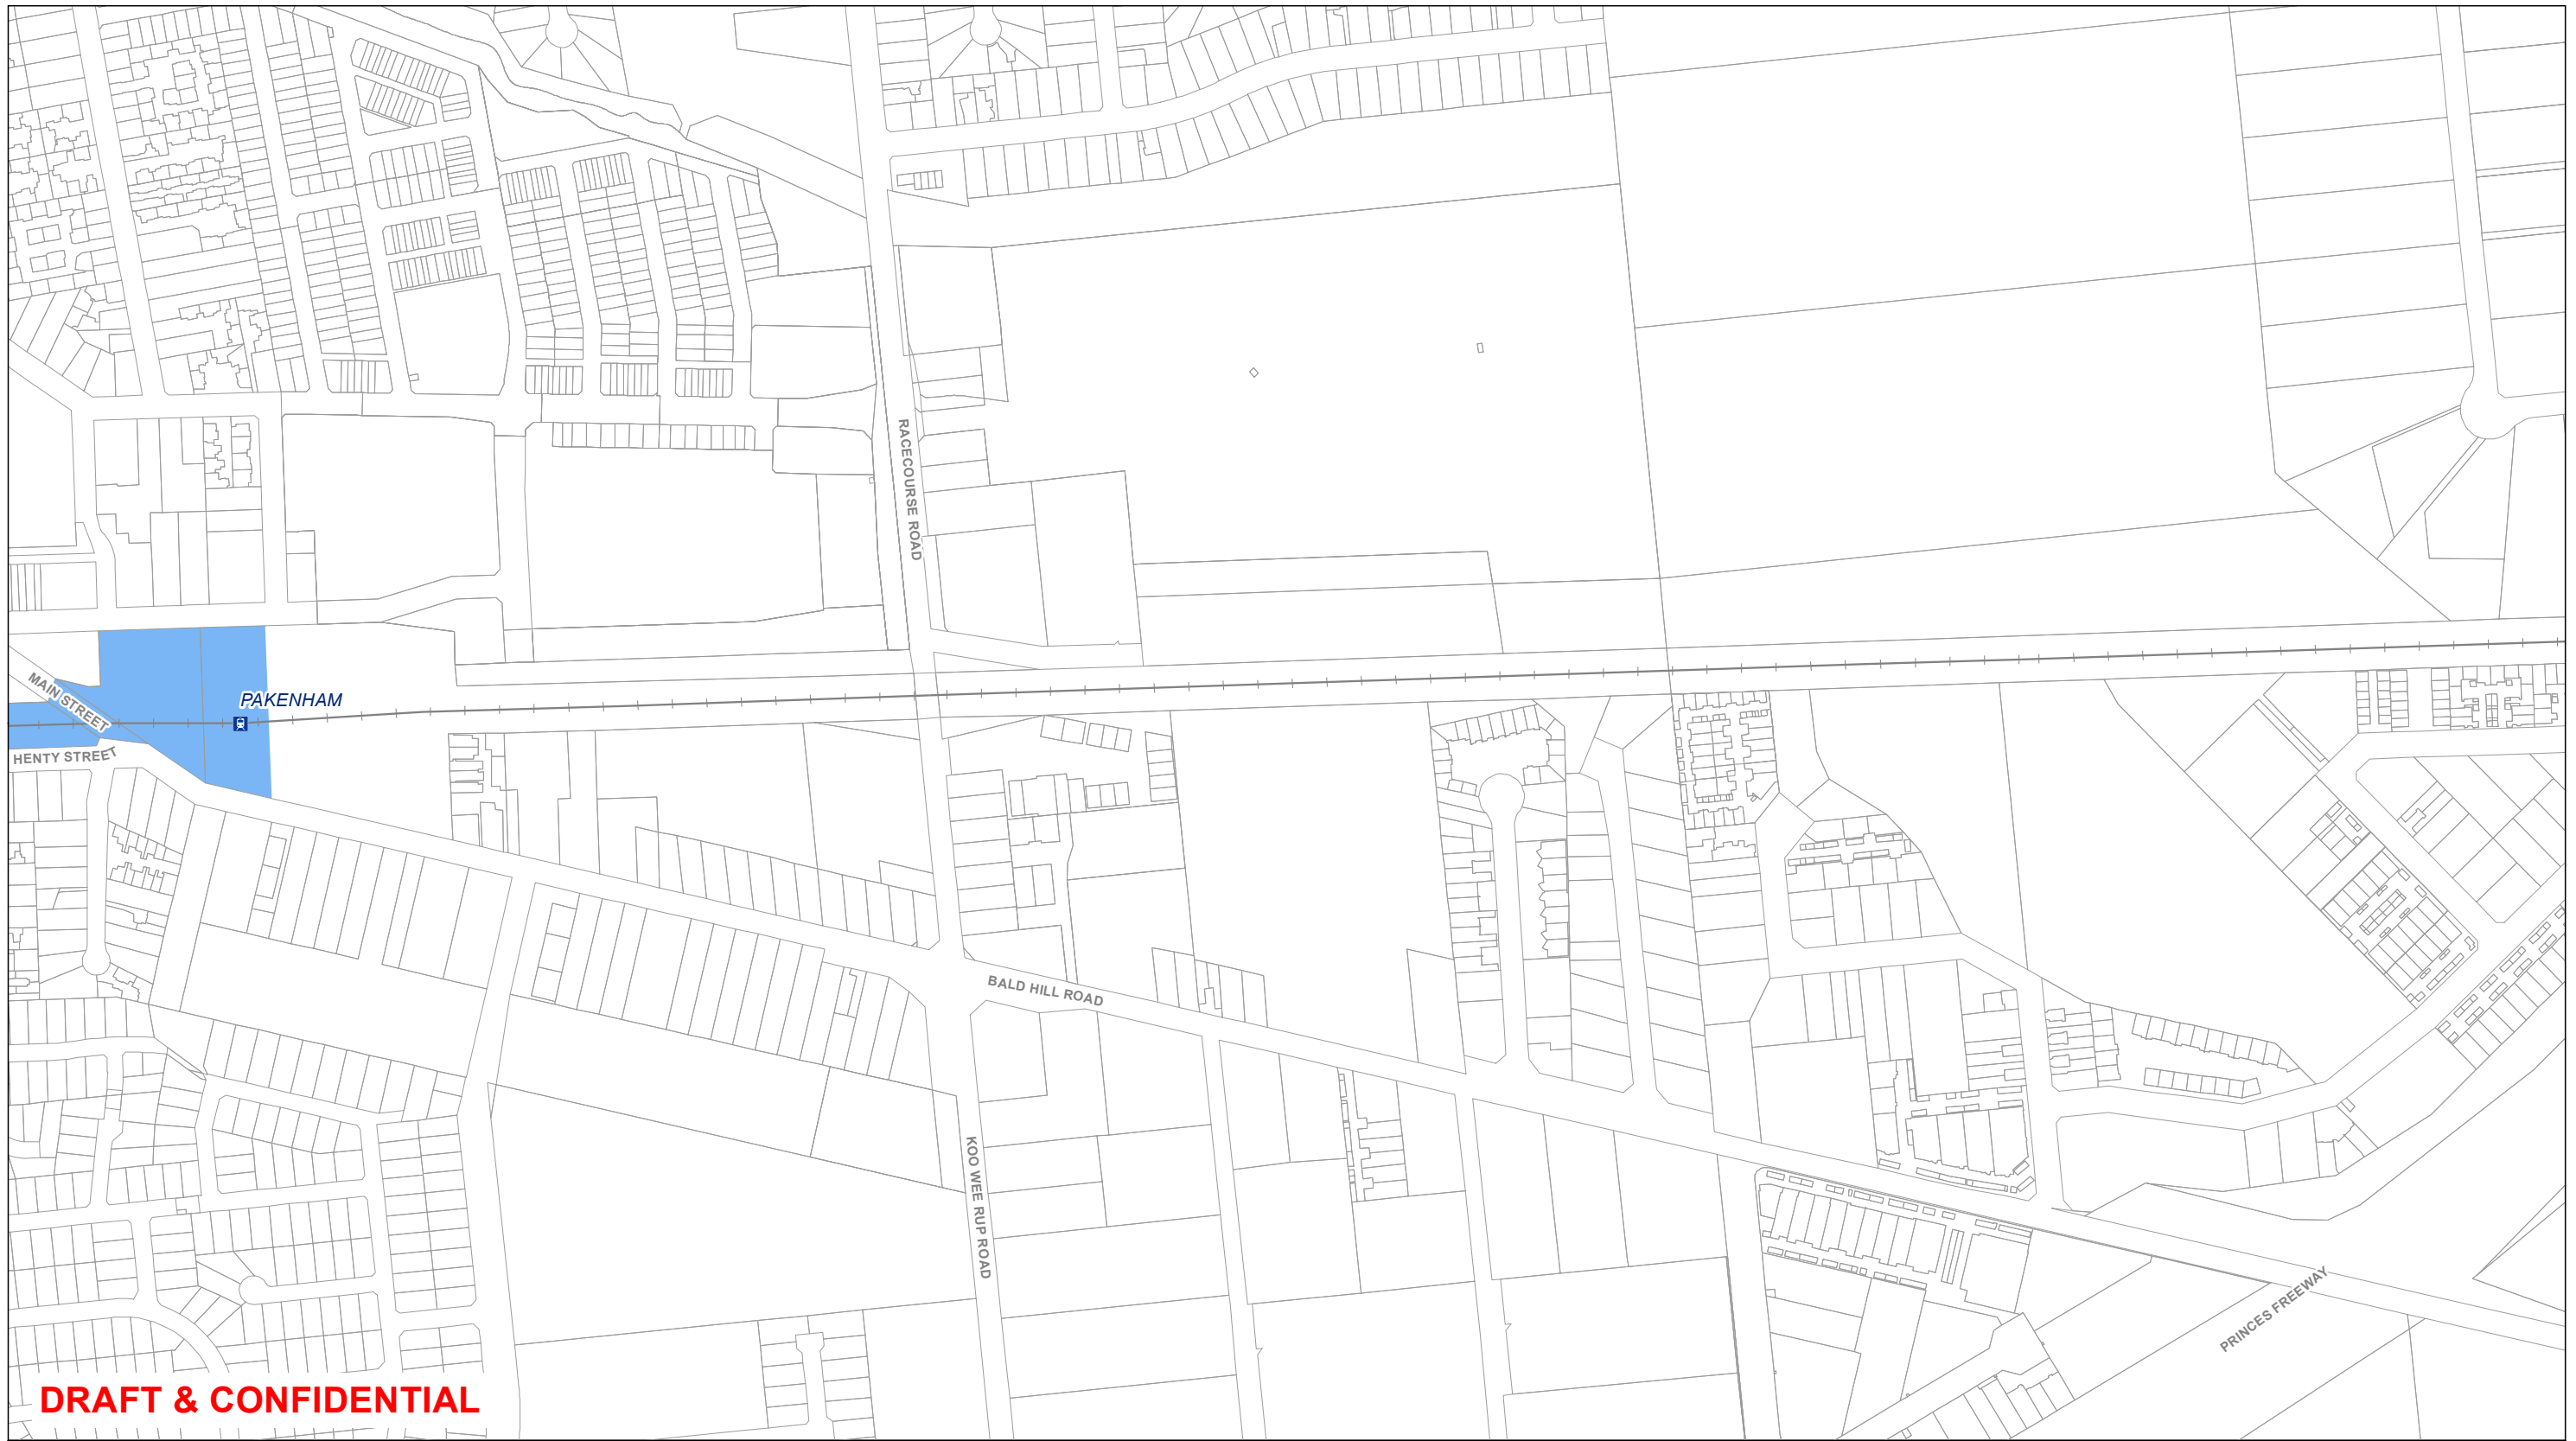 RACECOURSE ROAD
MAIN STREET
PAKENHAM
HENTY STREET
BALD HILL ROAD
KOO WEE RUP ROAD
PRINCES FREEWAY
DRAFT & CONFIDENTIAL